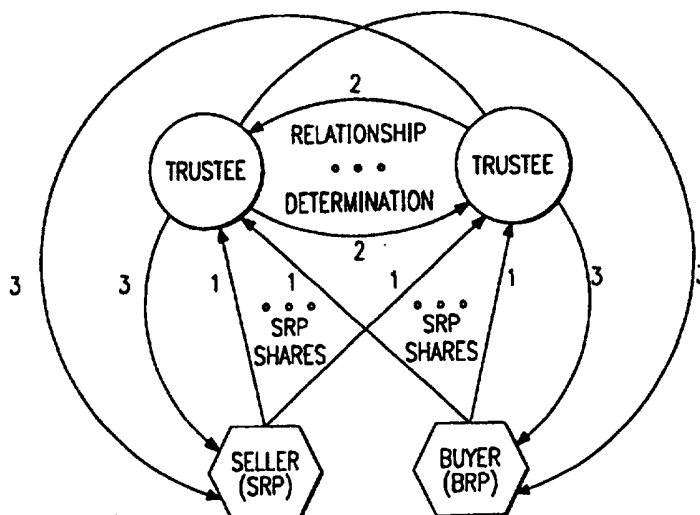 2
RELATIONSHIP
TRUSTEE
TRUSTEE
DETERMINATION
2
3
3
1
1
1
1
3
3
SRP
SHARES
SRP
SHARES
SELLER
(SRP)
BUYER
(BRP)